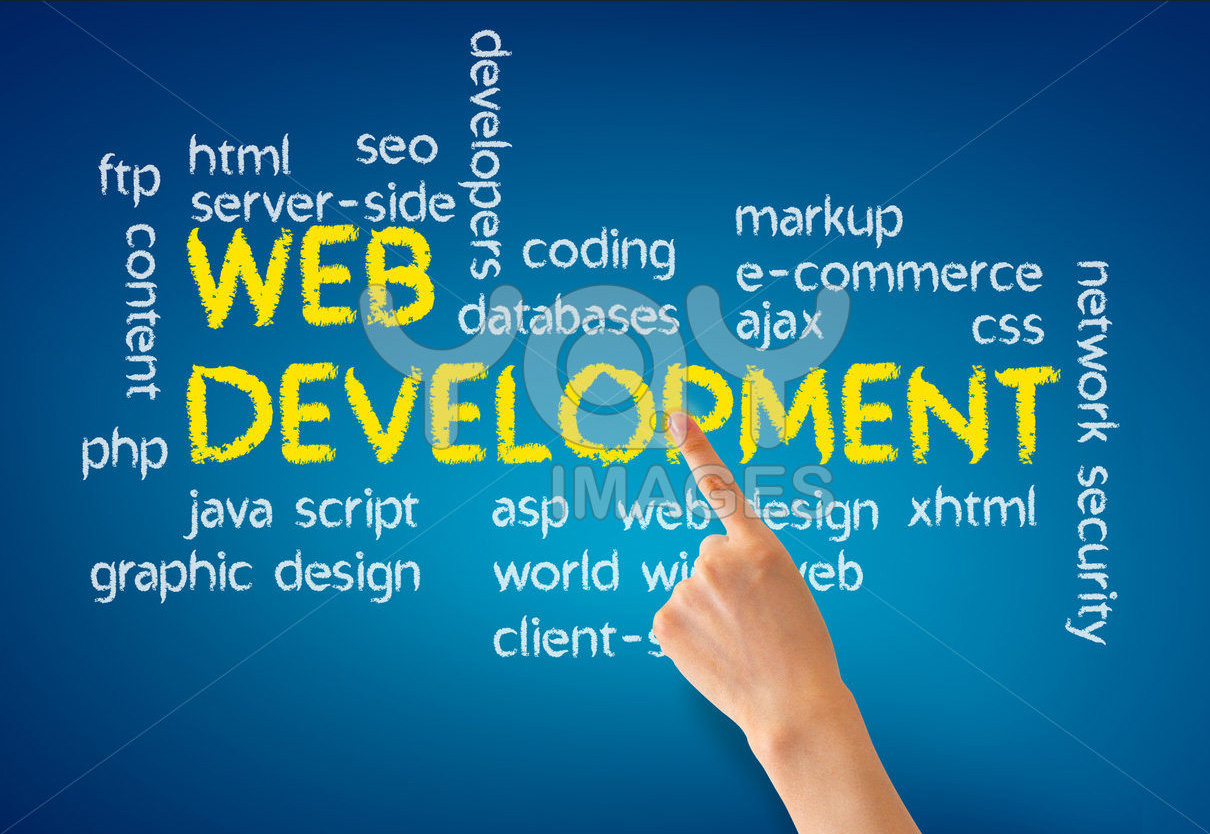 developers
html
seo
ftp
server-side
markup
content
WEB
coding
e-commerce
network security
databases
ajax
css
DEVELOPMENT
php
YAY
IMAGES
java script
asp
web design
xhtml
graphic design
world
web